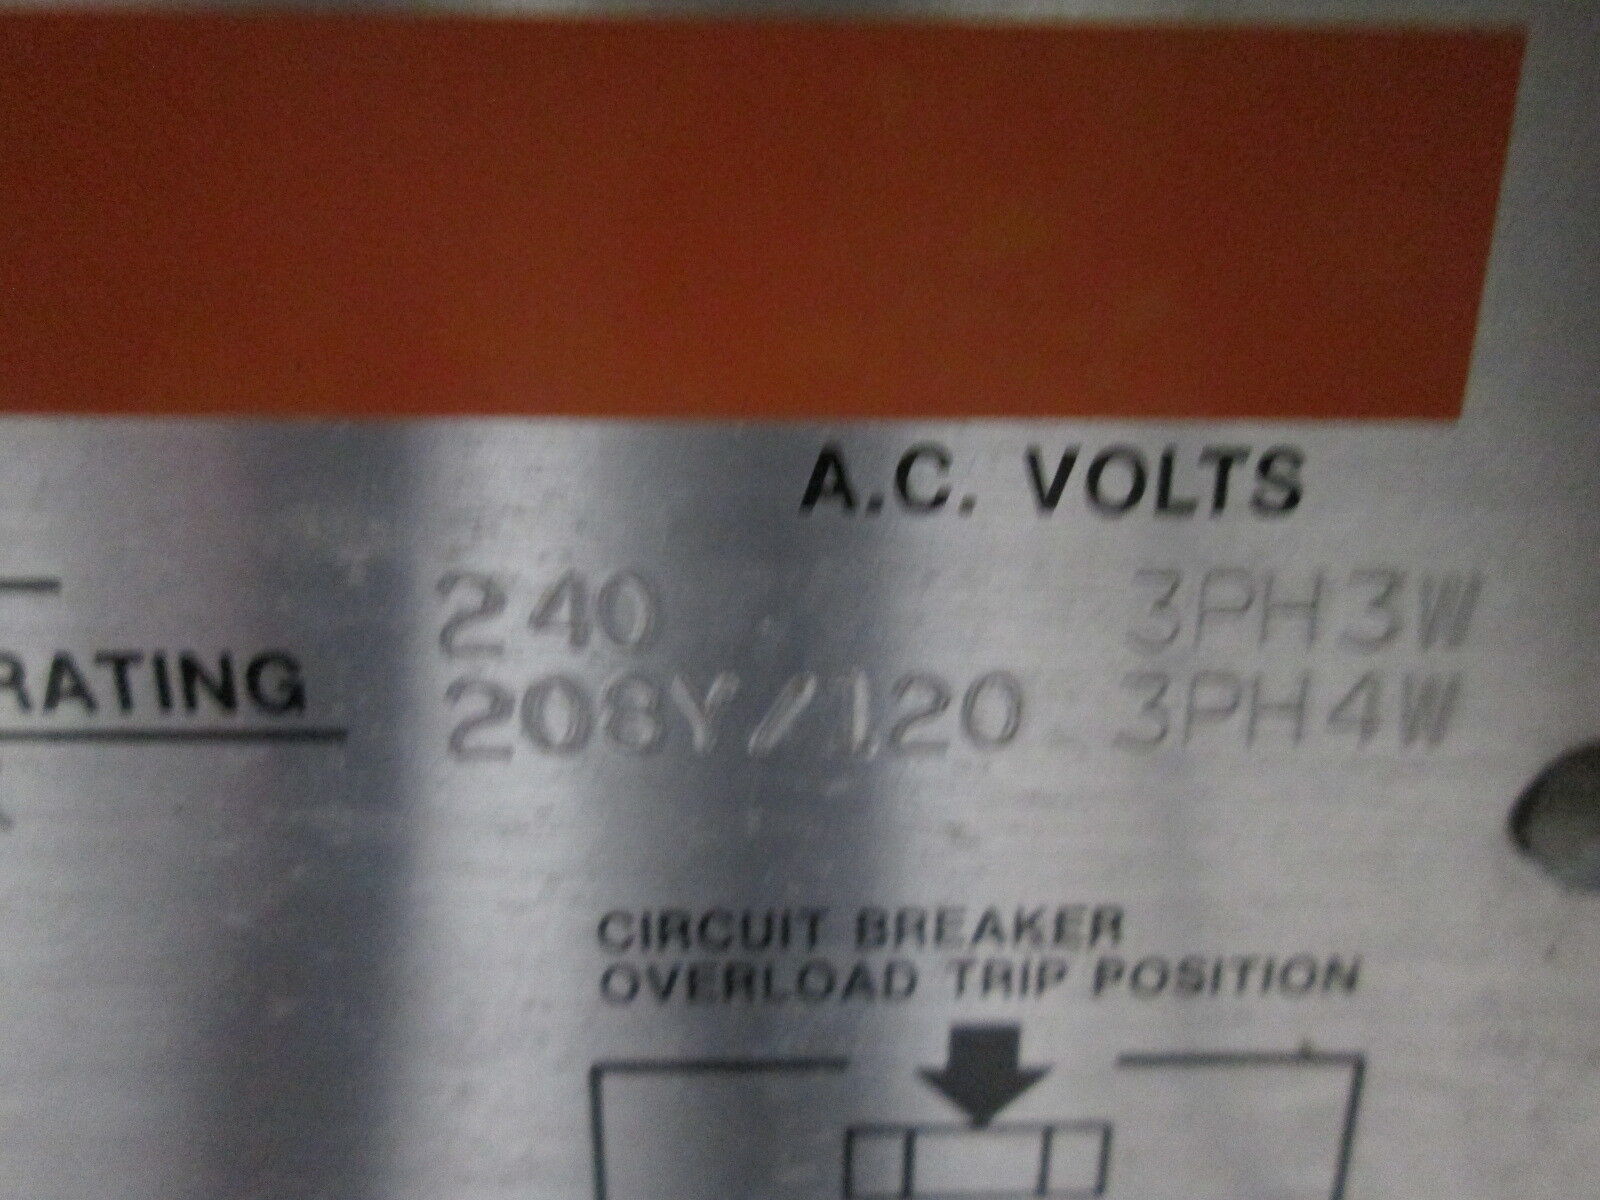 A.C. VOLTS
240 3PH3W
RATING
208Y/120 3PH4W
CIRCUIT BREAKER
OVERLOAD TRIP POSITION